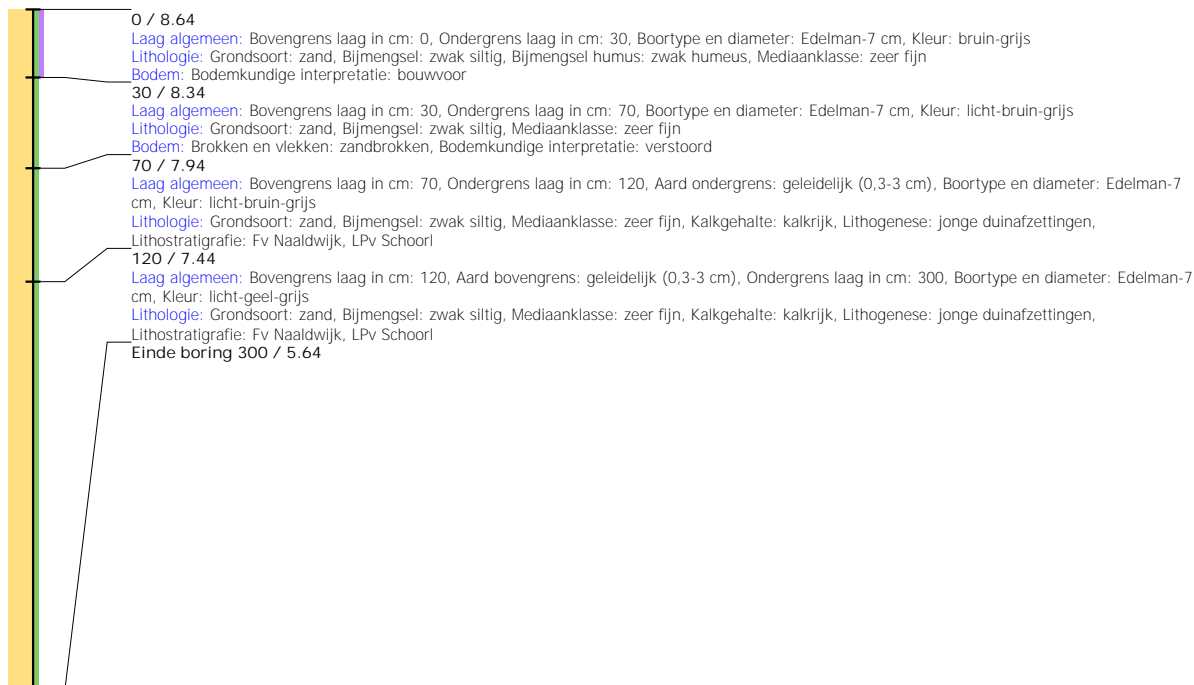 0 / 8.64
Laag algemeen: Bovengrens laag in cm: 0, Ondergrens laag in cm: 30, Boortype en diameter: Edelman-7 cm, Kleur: bruin-grijs
Lithologie: Grondsoort: zand, Bijmengsel: zwak siltig, Bijmengsel humus: zwak humeus, Mediaanklasse: zeer fijn
Bodem: Bodemkundige interpretatie: bouwvoor
30 / 8.34
Laag algemeen: Bovengrens laag in cm: 30, Ondergrens laag in cm: 70, Boortype en diameter: Edelman-7 cm, Kleur: licht-bruin-grijs
Lithologie: Grondsoort: zand, Bijmengsel: zwak siltig, Mediaanklasse: zeer fijn
Bodem: Brokken en vlekken: zandbrokken, Bodemkundige interpretatie: verstoord
70 / 7.94
Laag algemeen: Bovengrens laag in cm: 70, Ondergrens laag in cm: 120, Aard ondergrens: geleidelijk (0,3-3 cm), Boortype en diameter: Edelman-7
cm, Kleur: licht-bruin-grijs
Lithologie: Grondsoort: zand, Bijmengsel: zwak siltig, Mediaanklasse: zeer fijn, Kalkgehalte: kalkrijk, Lithogenese: jonge duinafzettingen,
Lithostratigrafie: Fv Naaldwijk, LPv Schoorl
120 / 7.44
Laag algemeen: Bovengrens laag in cm: 120, Aard bovengrens: geleidelijk (0,3-3 cm), Ondergrens laag in cm: 300, Boortype en diameter: Edelman-7
cm, Kleur: licht-geel-grijs
Lithologie: Grondsoort: zand, Bijmengsel: zwak siltig, Mediaanklasse: zeer fijn, Kalkgehalte: kalkrijk, Lithogenese: jonge duinafzettingen,
Lithostratigrafie: Fv Naaldwijk, LPv Schoorl
Einde boring 300 / 5.64